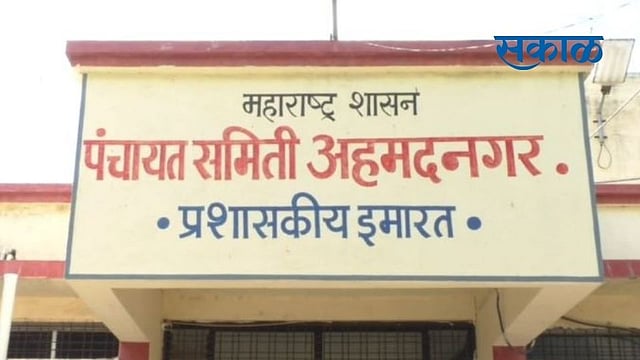 सकाळ
महाराष्ट्र शासन
पंचायत समिती अहमदनगर.
• प्रशासकीय इमारत •